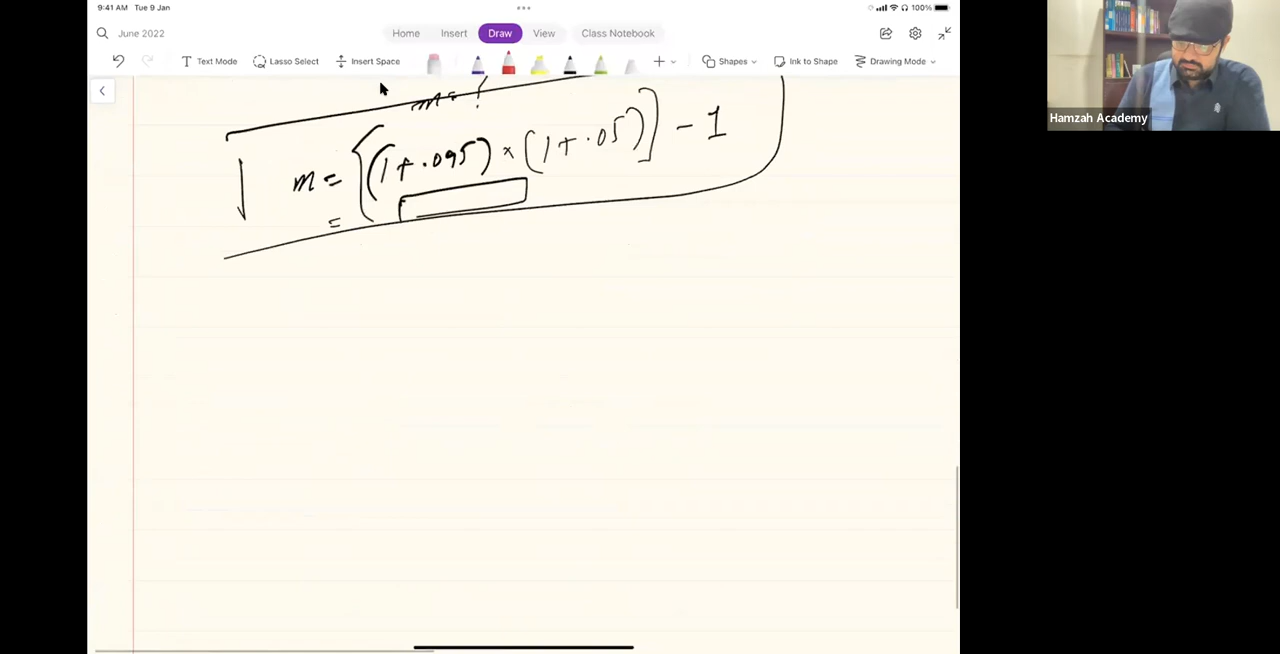 9:41 AM Tue 9 Jan
100%
June 2022
Home Insert Draw View Class Notebook
Text Mode Lasso Select Insert Space Shapes Ink to Shape Drawing Mode
m = ?
m = [(1+.095) × (1+.05)] - 1
=
Hamzah Academy